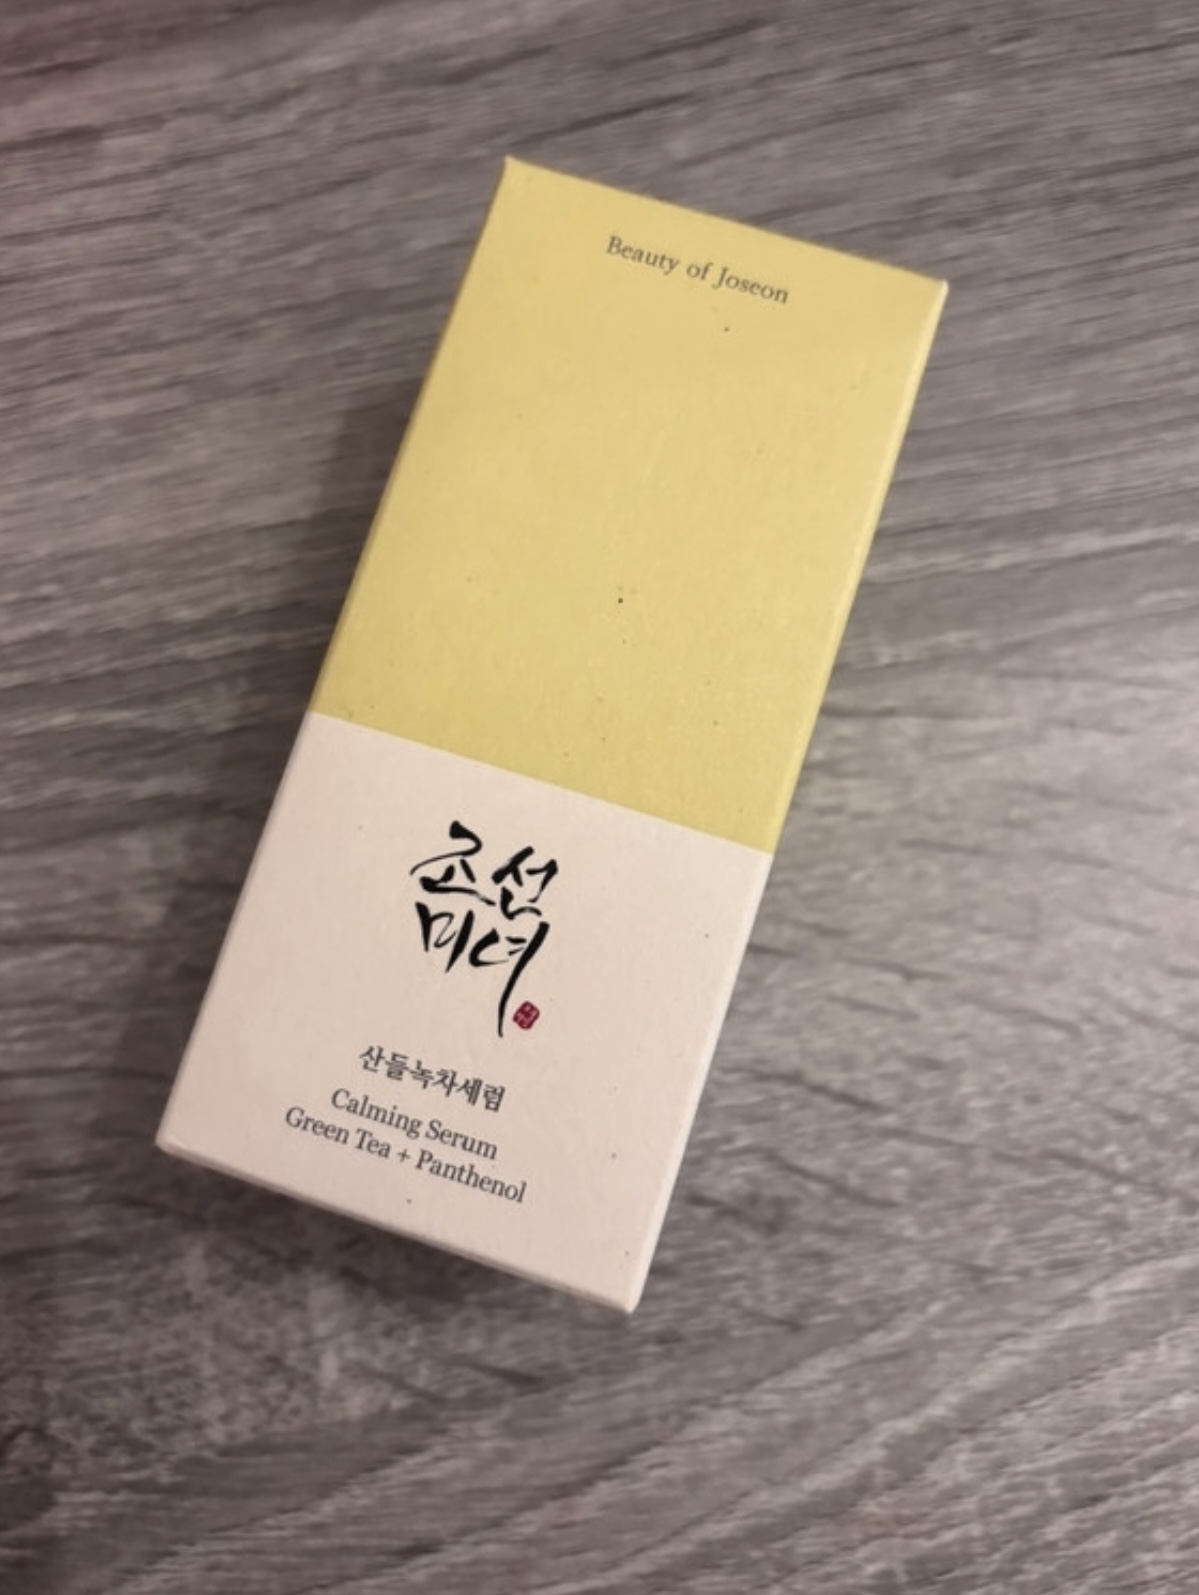 Beauty of Joseon
조선
미녀
산들녹차세럼
Calming Serum
Green Tea + Panthenol